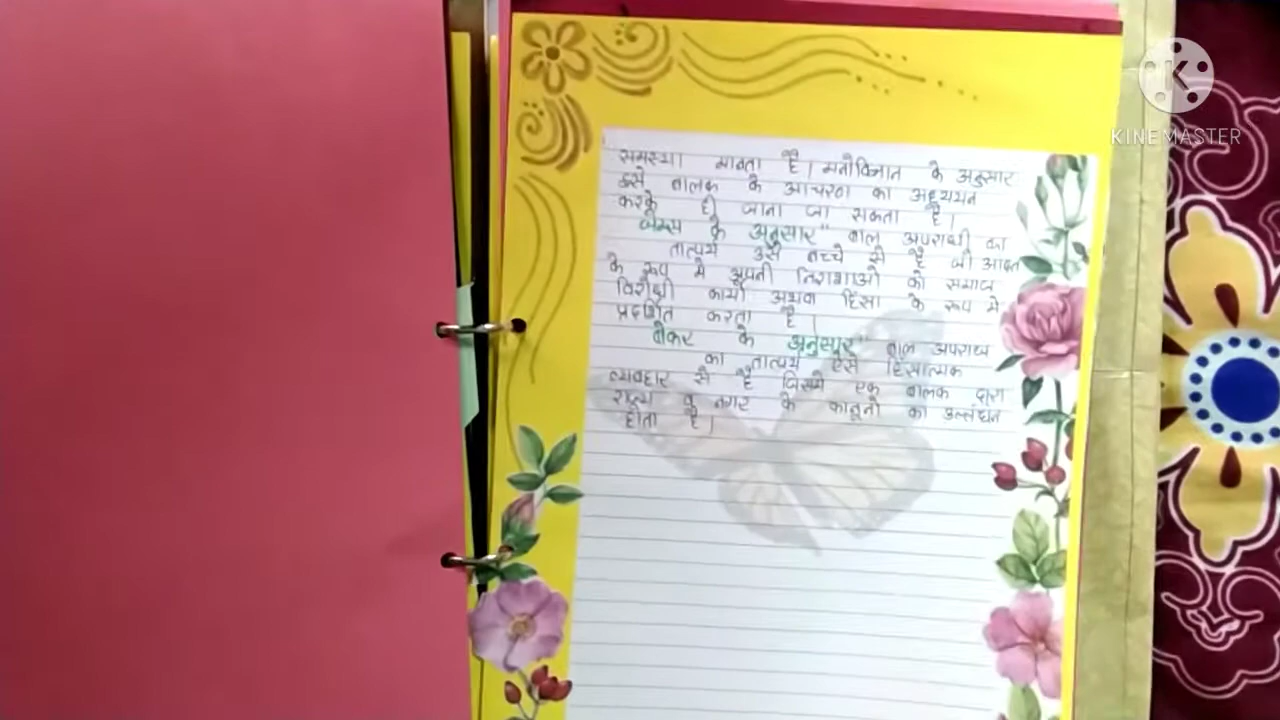 समस्या मानता है। मनोविज्ञान के अनुसार
उसे बालक के आचरण का अध्ययन
करके ही जाना जा सकता है।
के अनुसार" बाल अपराधी का
तात्पर्य उस बच्चे से है जो आदत
के रूप मे अपनी निराशाओ को समाज
विरोधी कार्यो अथवा हिंसा के रूप मे
प्रदर्शित करता है।
के अनुसार" बाल अपराध
का तात्पर्य ऐसे हिंसात्मक
व्यवहार से है जिसमे एक बालक द्वारा
राज्य व नगर के कानूनो का उल्लंघन
होता है।
KINEMASTER